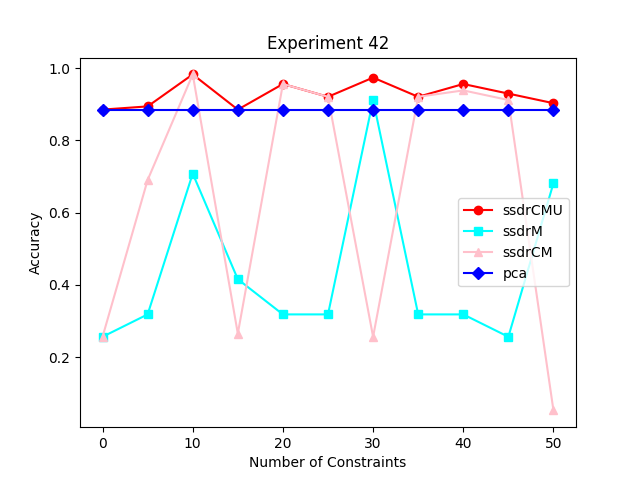 Experiment 42
Accuracy
1.0
0.8
0.6
0.4
0.2
ssdrCMU
ssdrM
ssdrCM
pca
0 10 20 30 40 50
Number of Constraints